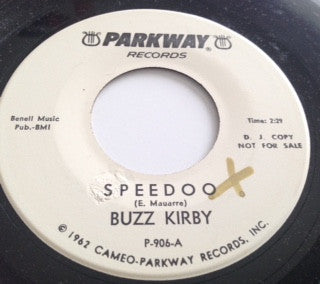 PARKWAY®
RECORDS
Benell Music
Pub.-BMI
Time: 2:29
D. J. COPY
NOT FOR SALE
SPEEDOO
(E. Mauarre)
BUZZ KIRBY
P-906-A
© 1962 CAMEO-PARKWAY RECORDS, INC.